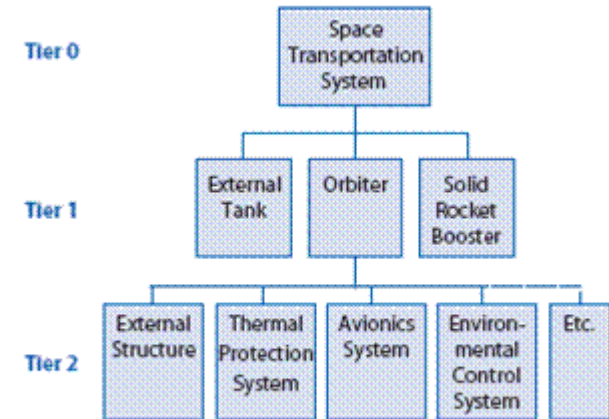 Tier 0
Space
Transportation
System
Tier 1
External
Tank
Orbiter
Solid
Rocket
Booster
Tier 2
External
Structure
Thermal
Protection
System
Avionics
System
Environ-
mental
Control
System
Etc.